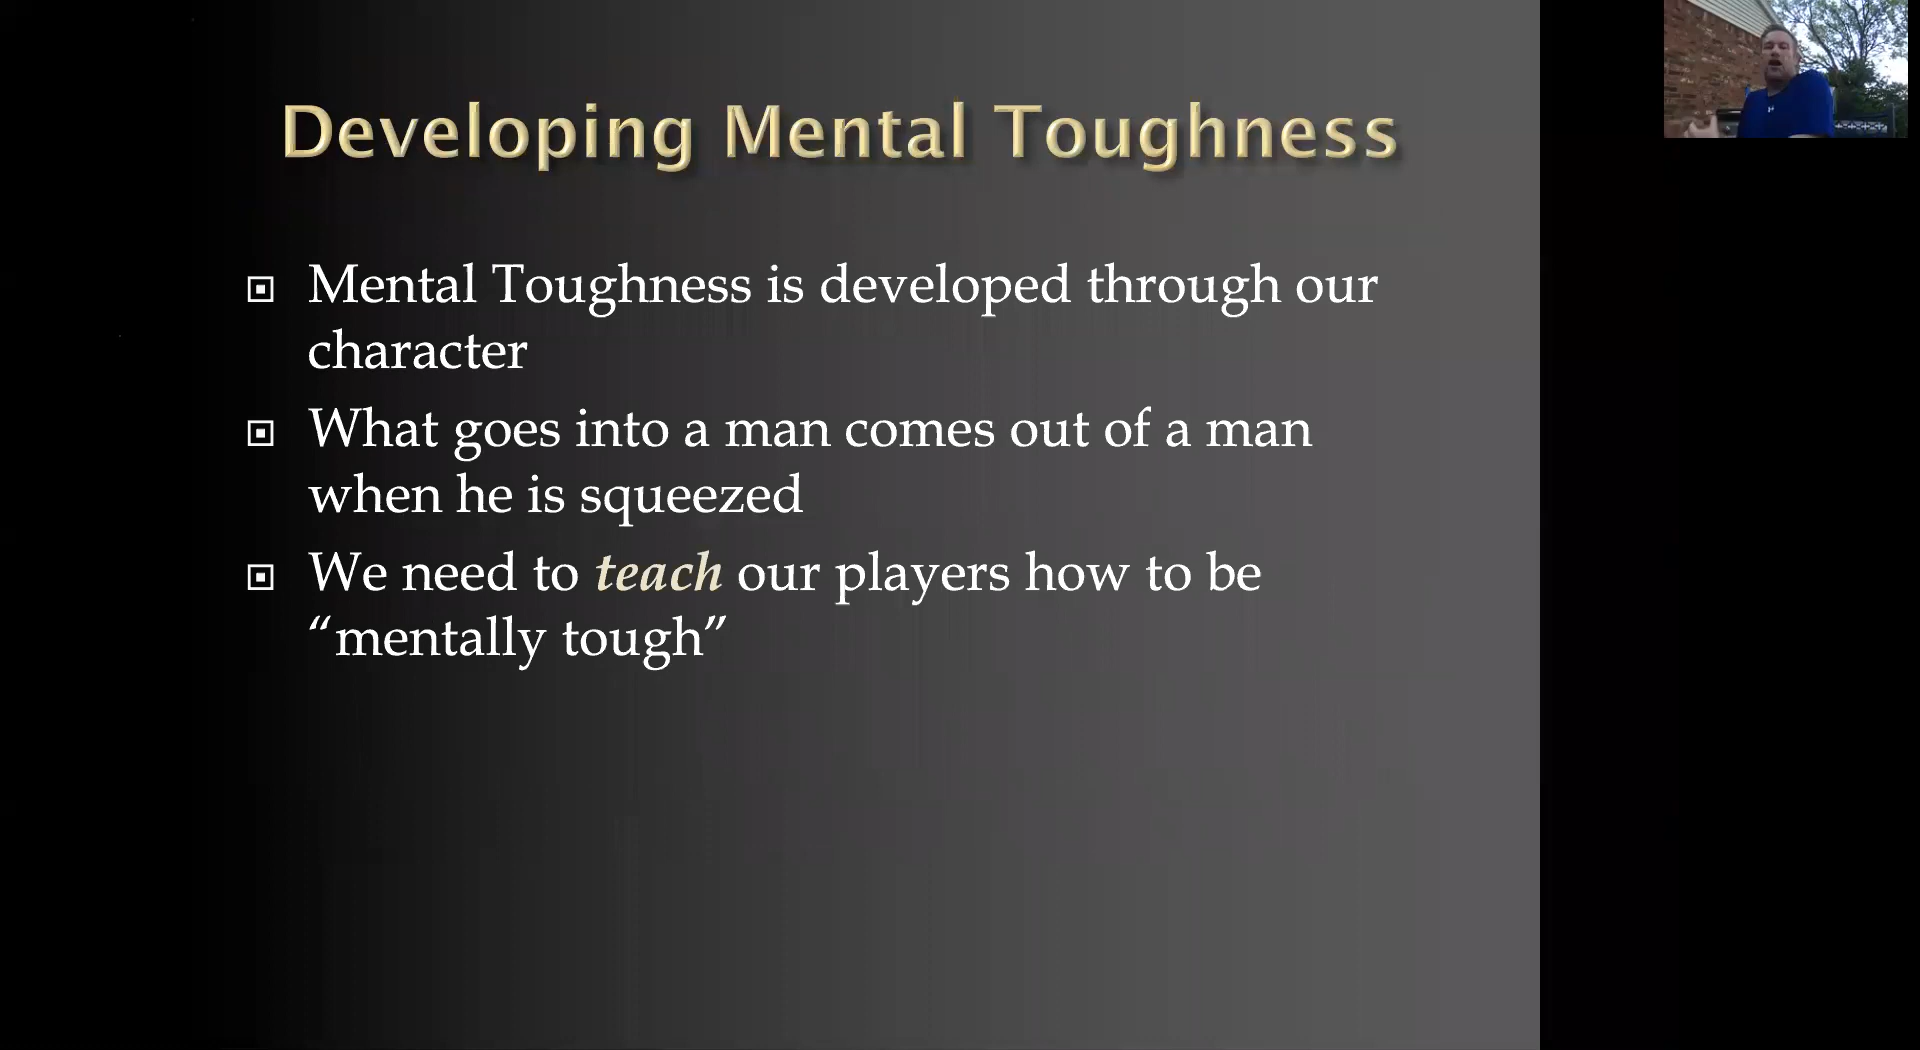 Developing Mental Toughness
Mental Toughness is developed through our
character
What goes into a man comes out of a man
when he is squeezed
We need to teach our players how to be
“mentally tough”